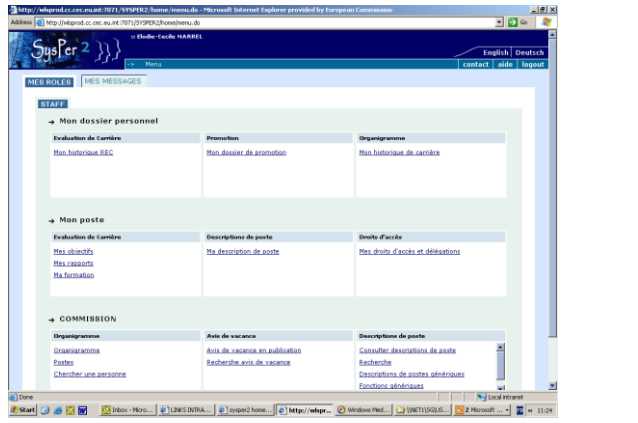 http://wlsprod.cc.cec.eu.int:7071/SYSPER2/home/menu.do - Microsoft Internet Explorer provided by European Commission
Address http://wlsprod.cc.cec.eu.int:7071/SYSPER2/home/menu.do Go
SysPer 2 }}}
:: Elodie-Cecile HARREL
English Deutsch
-> Menu
contact aide logout
MES ROLES MES MESSAGES
STAFF
→ Mon dossier personnel
Evaluation de Carrière Promotion Organigramme
Mon historique REC Mon dossier de promotion Mon historique de carrière
→ Mon poste
Evaluation de Carrière Descriptions de poste Droits d'accès
Mes objectifs Ma description de poste Mes droits d'accès et délégations
Mes rapports
Ma formation
→ COMMISSION
Organigramme Avis de vacance Descriptions de poste
Organigramme Avis de vacance en publication Consulter descriptions de poste
Postes Recherche avis de vacance Recherche
Chercher une personne Descriptions de postes génériques
Fonctions génériques
Done Local intranet
Start Inbox - Micro... LINKS INTRA... sysper2 home... http://wlspr... Windows Med... 2 Microsoft ... 11:24